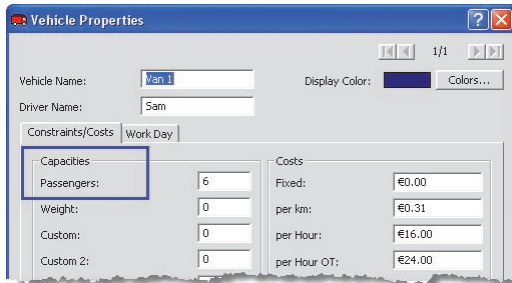 Vehicle Properties
1/1
Vehicle Name: Van 1 Display Color: Colors...
Driver Name: Sam
Constraints/Costs Work Day
Capacities Costs
Passengers: 6 Fixed: €0.00
Weight: 0 per km: €0.31
Custom: 0 per Hour: €16.00
Custom 2: 0 per Hour OT: €24.00